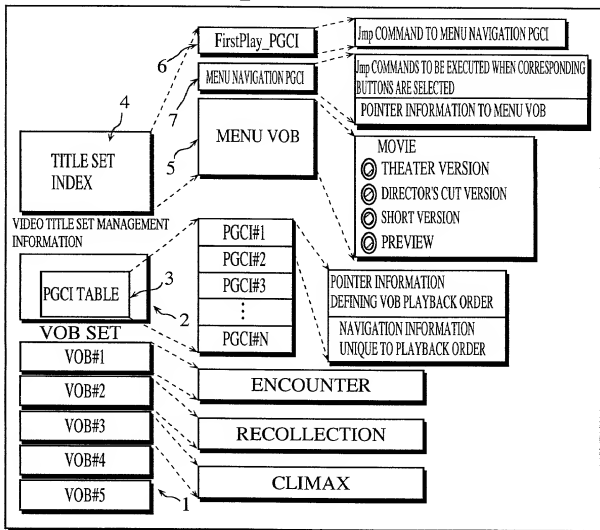 FirstPlay_PGCI
Jmp COMMAND TO MENU NAVIGATION PGCI
6
MENU NAVIGATION PGCI
Jmp COMMANDS TO BE EXECUTED WHEN CORRESPONDING
BUTTONS ARE SELECTED
7
POINTER INFORMATION TO MENU VOB
4
5
MENU VOB
TITLE SET
INDEX
MOVIE
THEATER VERSION
DIRECTOR'S CUT VERSION
SHORT VERSION
PREVIEW
VIDEO TITLE SET MANAGEMENT
INFORMATION
PGCI#1
PGCI#2
PGCI#3
⋮
PGCI#N
3
PGCI TABLE
2
POINTER INFORMATION
DEFINING VOB PLAYBACK ORDER
NAVIGATION INFORMATION
UNIQUE TO PLAYBACK ORDER
VOB SET
VOB#1
VOB#2
VOB#3
VOB#4
VOB#5
1
ENCOUNTER
RECOLLECTION
CLIMAX